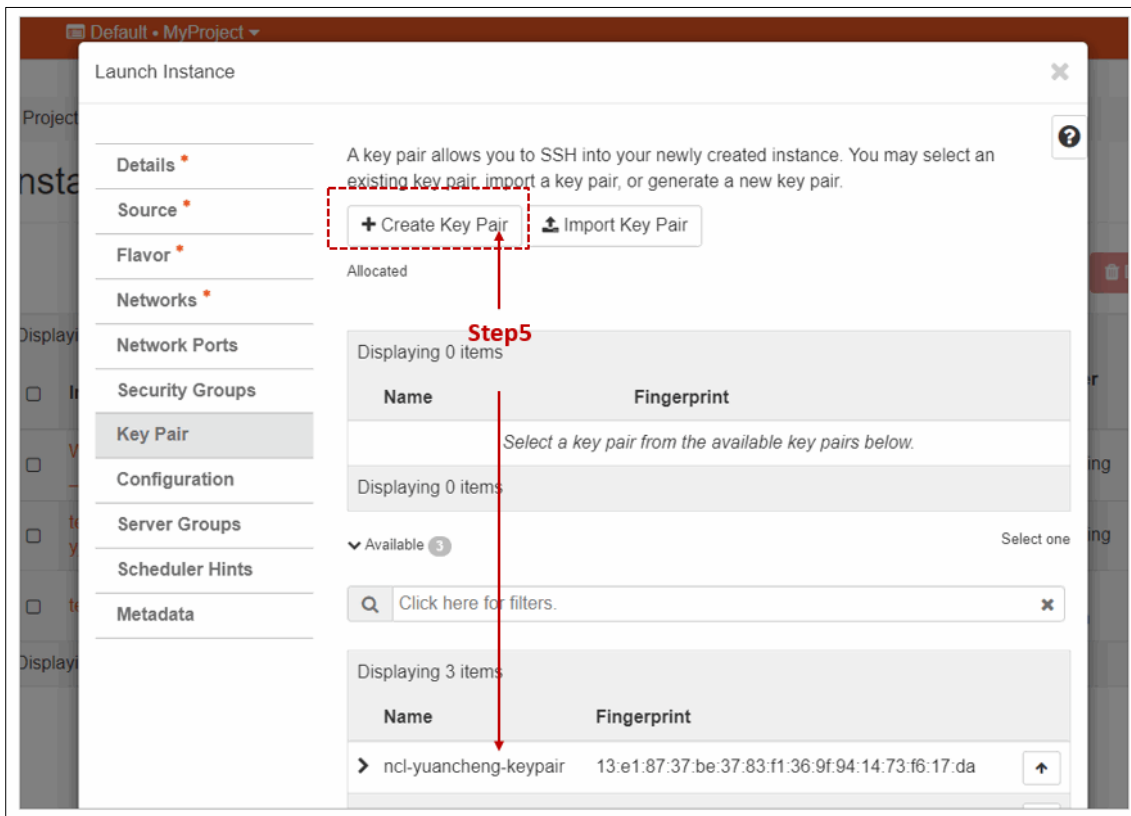 Default • MyProject
Launch Instance
Project
Details *
Source *
Flavor *
Networks *
Network Ports
Security Groups
Key Pair
Configuration
Server Groups
Scheduler Hints
Metadata
A key pair allows you to SSH into your newly created instance. You may select an
existing key pair, import a key pair, or generate a new key pair.
+ Create Key Pair
Import Key Pair
Allocated
Step5
Displaying 0 items
Name Fingerprint
Select a key pair from the available key pairs below.
Displaying 0 items
Available 3
Select one
Click here for filters.
Displaying 3 items
Name Fingerprint
ncl-yuancheng-keypair 13:e1:87:37:be:37:83:f1:36:9f:94:14:73:f6:17:da